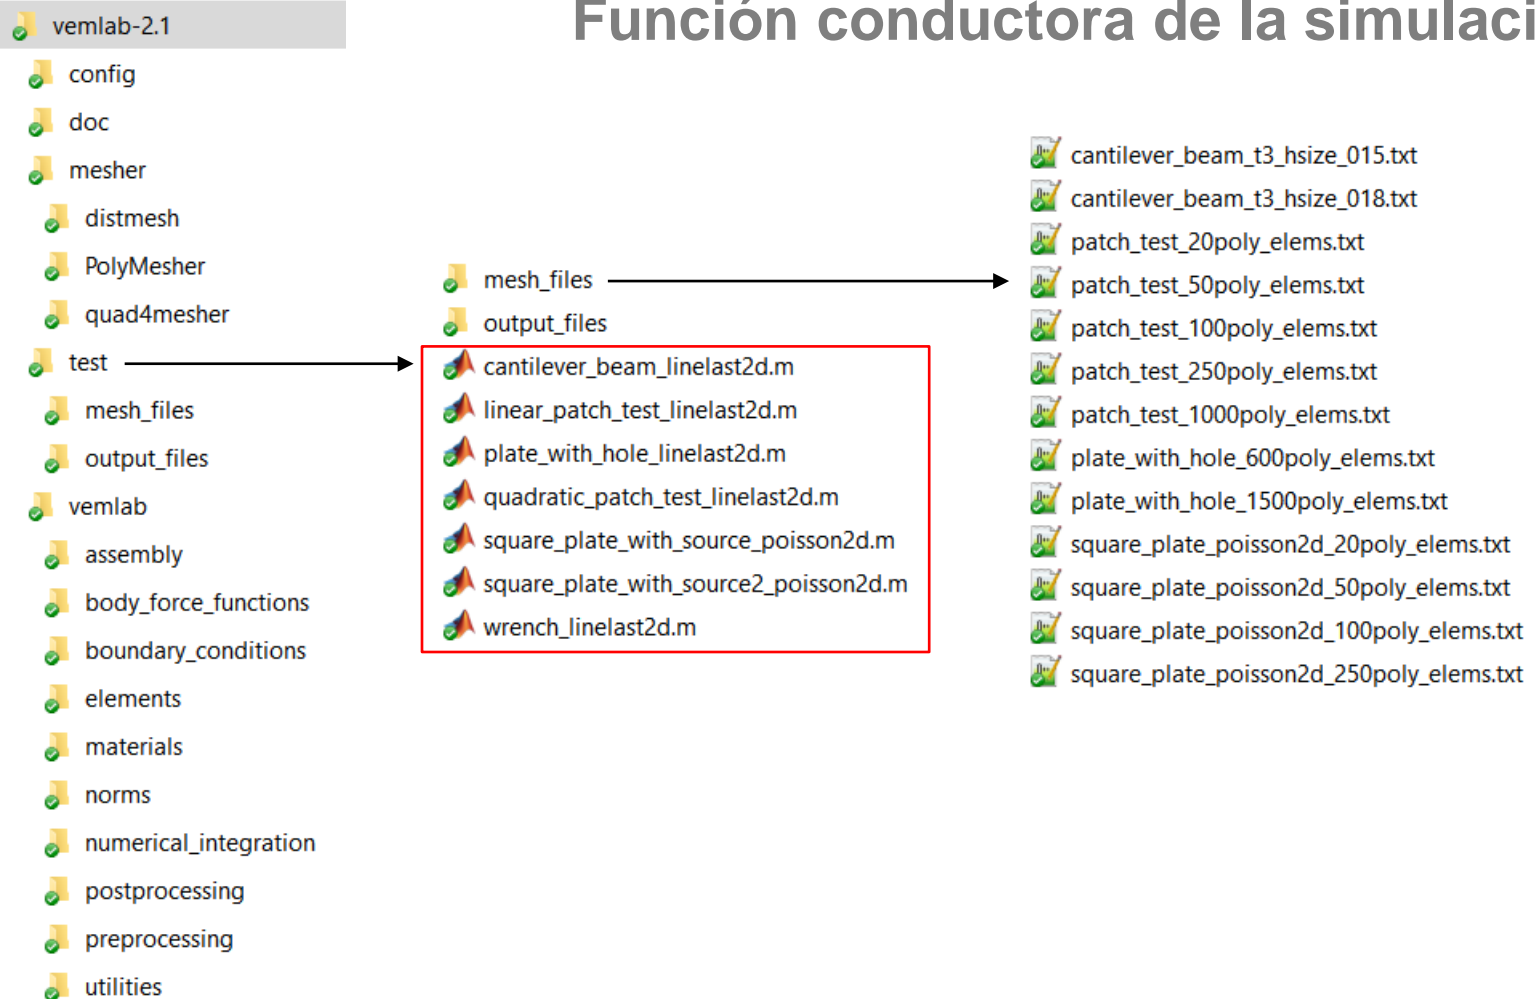 Función conductora de la simulaci
vemlab-2.1
config
doc
mesher
distmesh
PolyMesher
quad4mesher
test
mesh_files
output_files
vemlab
assembly
body_force_functions
boundary_conditions
elements
materials
norms
numerical_integration
postprocessing
preprocessing
utilities
mesh_files
output_files
cantilever_beam_linelast2d.m
linear_patch_test_linelast2d.m
plate_with_hole_linelast2d.m
quadratic_patch_test_linelast2d.m
square_plate_with_source_poisson2d.m
square_plate_with_source2_poisson2d.m
wrench_linelast2d.m
cantilever_beam_t3_hsize_015.txt
cantilever_beam_t3_hsize_018.txt
patch_test_20poly_elems.txt
patch_test_50poly_elems.txt
patch_test_100poly_elems.txt
patch_test_250poly_elems.txt
patch_test_1000poly_elems.txt
plate_with_hole_600poly_elems.txt
plate_with_hole_1500poly_elems.txt
square_plate_poisson2d_20poly_elems.txt
square_plate_poisson2d_50poly_elems.txt
square_plate_poisson2d_100poly_elems.txt
square_plate_poisson2d_250poly_elems.txt